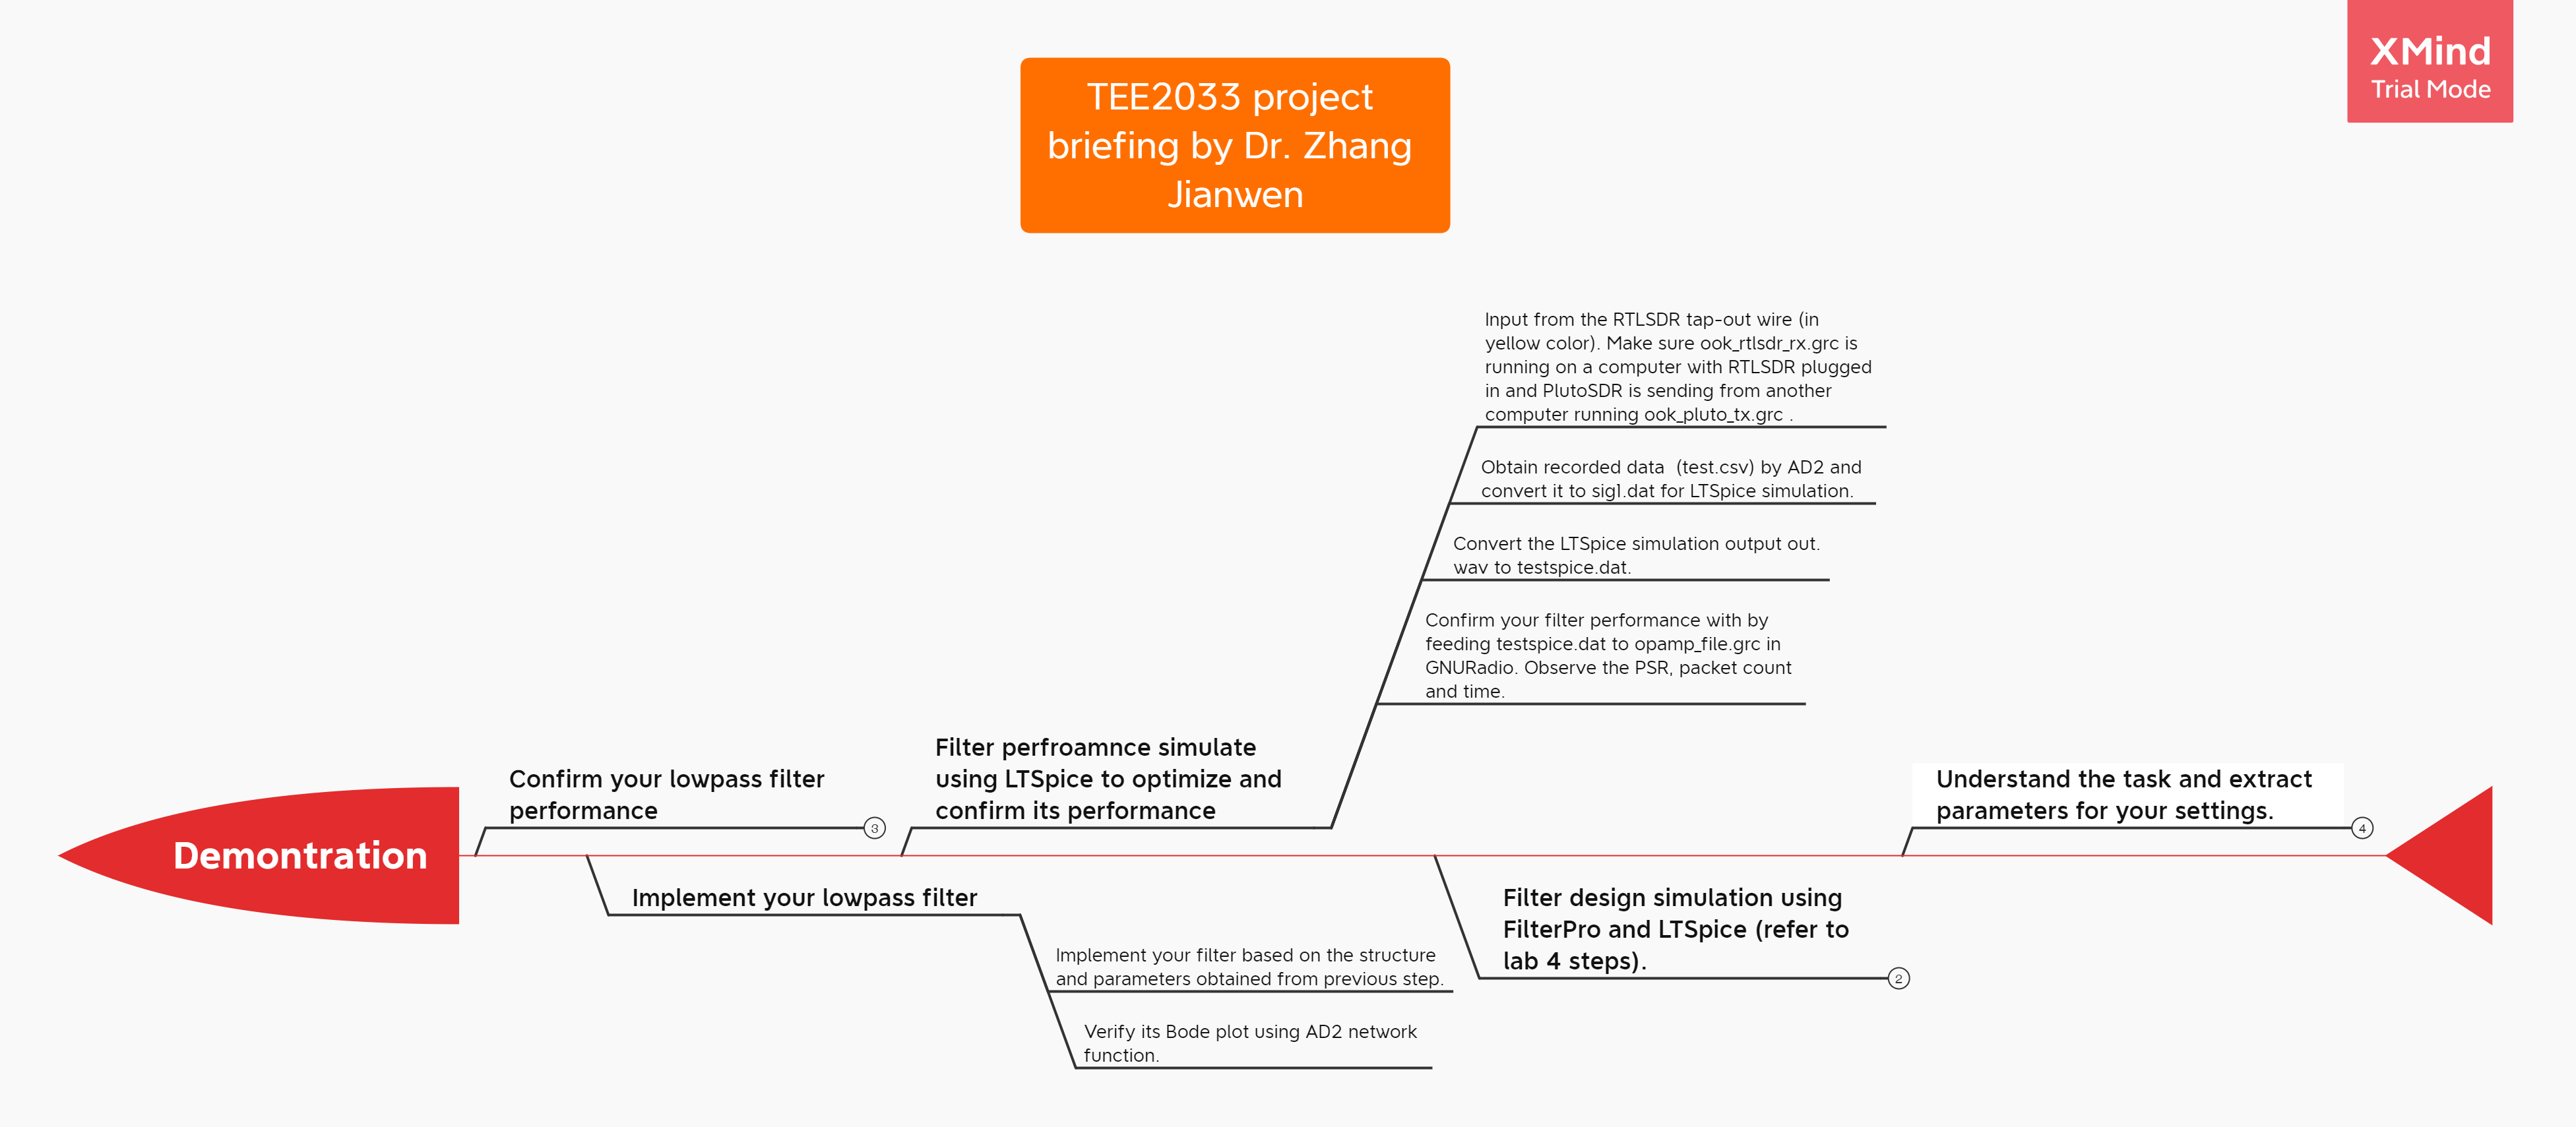 XMind
Trial Mode
TEE2033 project
briefing by Dr. Zhang
Jianwen
Input from the RTLSDR tap-out wire (in
yellow color). Make sure ook_rtlsdr_rx.grc is
running on a computer with RTLSDR plugged
in and PlutoSDR is sending from another
computer running ook_pluto_tx.grc .
Obtain recorded data  (test.csv) by AD2 and
convert it to sig1.dat for LTSpice simulation.
Convert the LTSpice simulation output out.
wav to testspice.dat.
Confirm your filter performance with by
feeding testspice.dat to opamp_file.grc in
GNURadio. Observe the PSR, packet count
and time.
Confirm your lowpass filter
performance
3
Filter perfroamnce simulate
using LTSpice to optimize and
confirm its performance
Understand the task and extract
parameters for your settings.
4
Demontration
Implement your lowpass filter
Implement your filter based on the structure
and parameters obtained from previous step.
Verify its Bode plot using AD2 network
function.
Filter design simulation using
FilterPro and LTSpice (refer to
lab 4 steps).
2